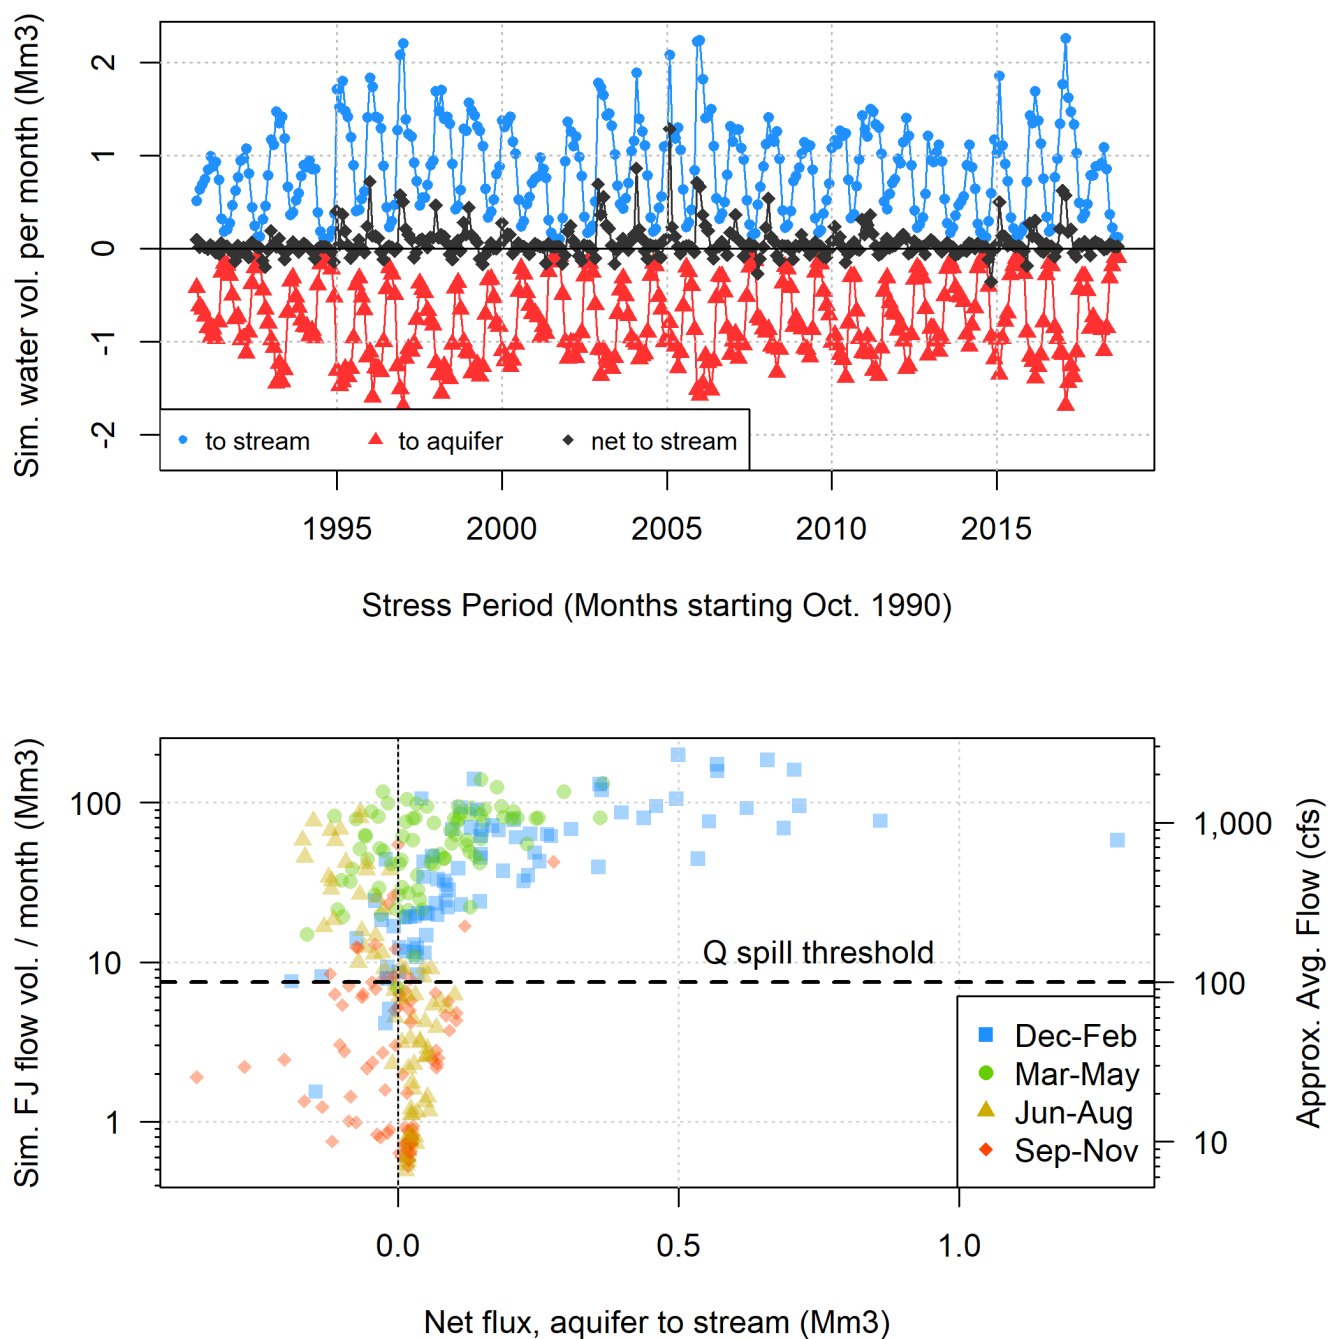 Sim. water vol. per month (Mm3)
2
1
0
-1
-2
to stream
to aquifer
net to stream
1995
2000
2005
2010
2015
Stress Period (Months starting Oct. 1990)
Sim. FJ flow vol. / month (Mm3)
100
10
1
Q spill threshold
Dec-Feb
Mar-May
Jun-Aug
Sep-Nov
1,000
100
10
Approx. Avg. Flow (cfs)
0.0
0.5
1.0
Net flux, aquifer to stream (Mm3)